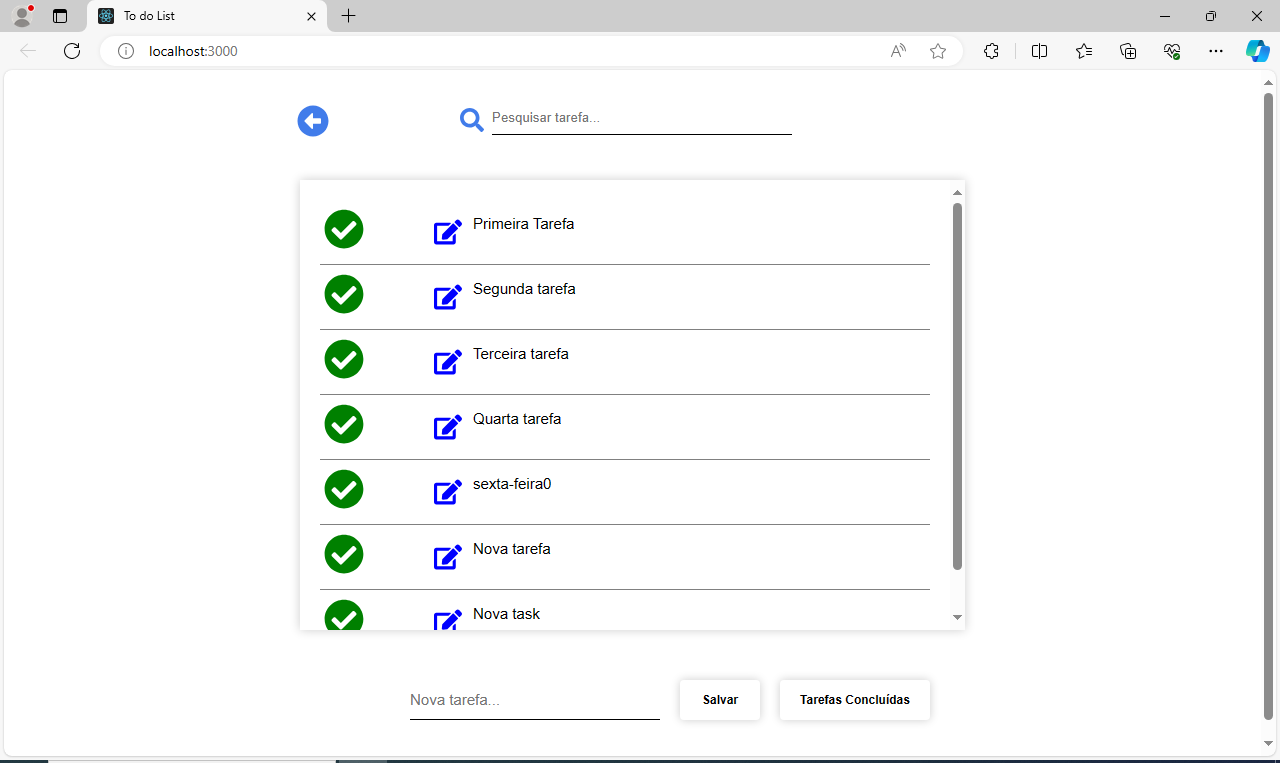 To do List
localhost:3000
Pesquisar tarefa...
Primeira Tarefa
Segunda tarefa
Terceira tarefa
Quarta tarefa
sexta-feira0
Nova tarefa
Nova task
Nova tarefa... Salvar Tarefas Concluídas